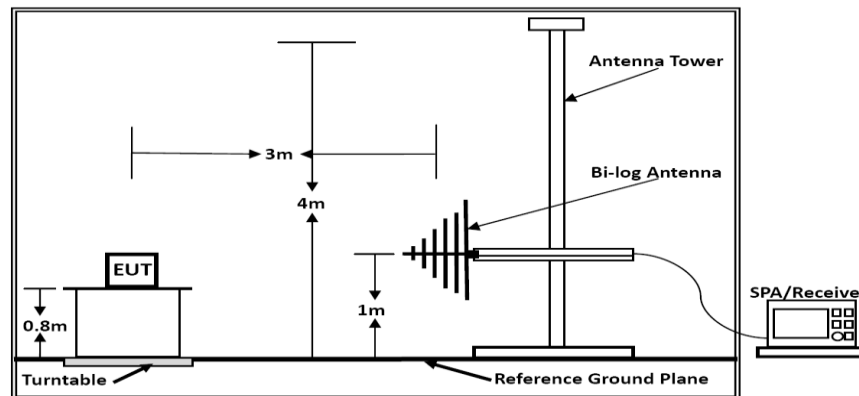 Antenna Tower
3m
Bi-log Antenna
4m
EUT
SPA/Receive
1m
0.8m
Turntable
Reference Ground Plane